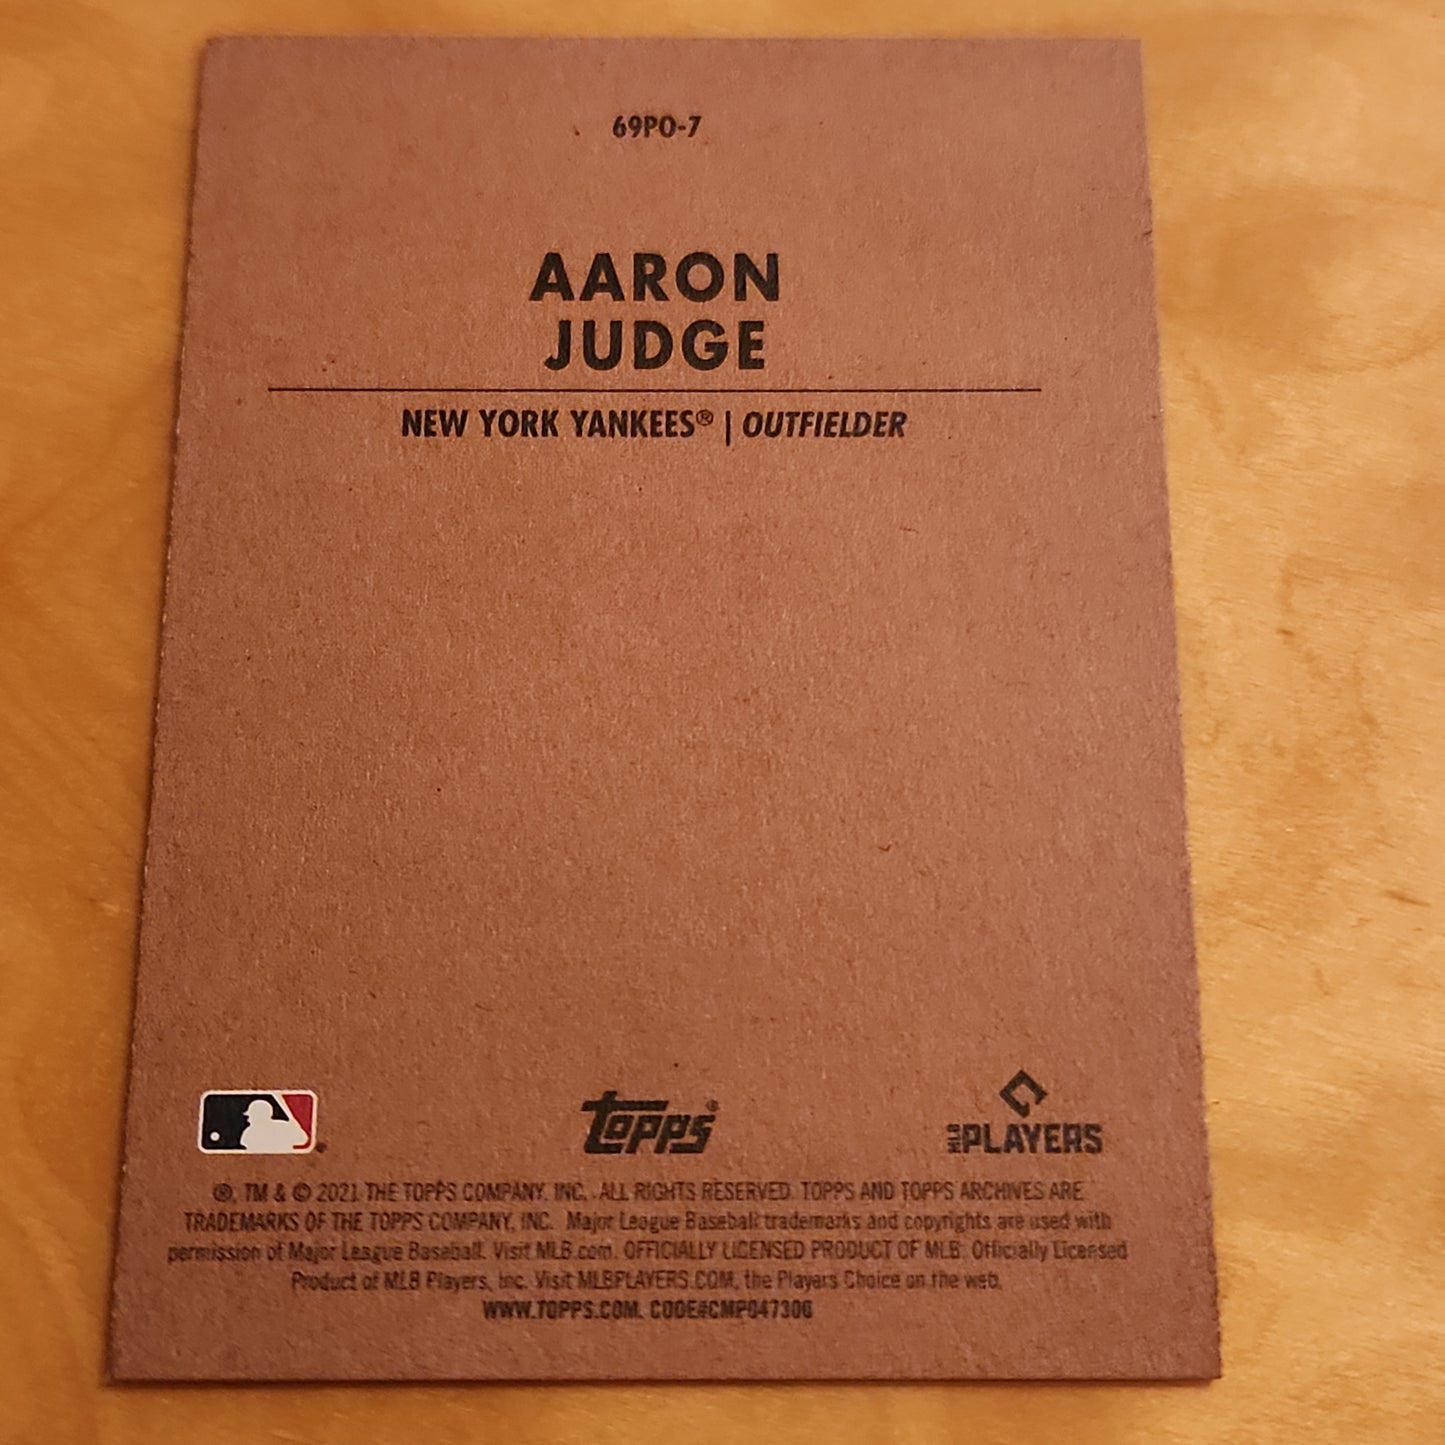 69PO-7
AARON
JUDGE
NEW YORK YANKEES® | OUTFIELDER
topps®
MLB PLAYERS
®, TM & © 2021 THE TOPPS COMPANY, INC. ALL RIGHTS RESERVED. TOPPS AND TOPPS ARCHIVES ARE
TRADEMARKS OF THE TOPPS COMPANY, INC. Major League Baseball trademarks and copyrights are used with
permission of Major League Baseball. Visit MLB.com. OFFICIALLY LICENSED PRODUCT OF MLB. Officially Licensed
Product of MLB Players, Inc. Visit MLBPLAYERS.COM, the Players Choice on the web.
WWW.TOPPS.COM. CODE#CMP047306